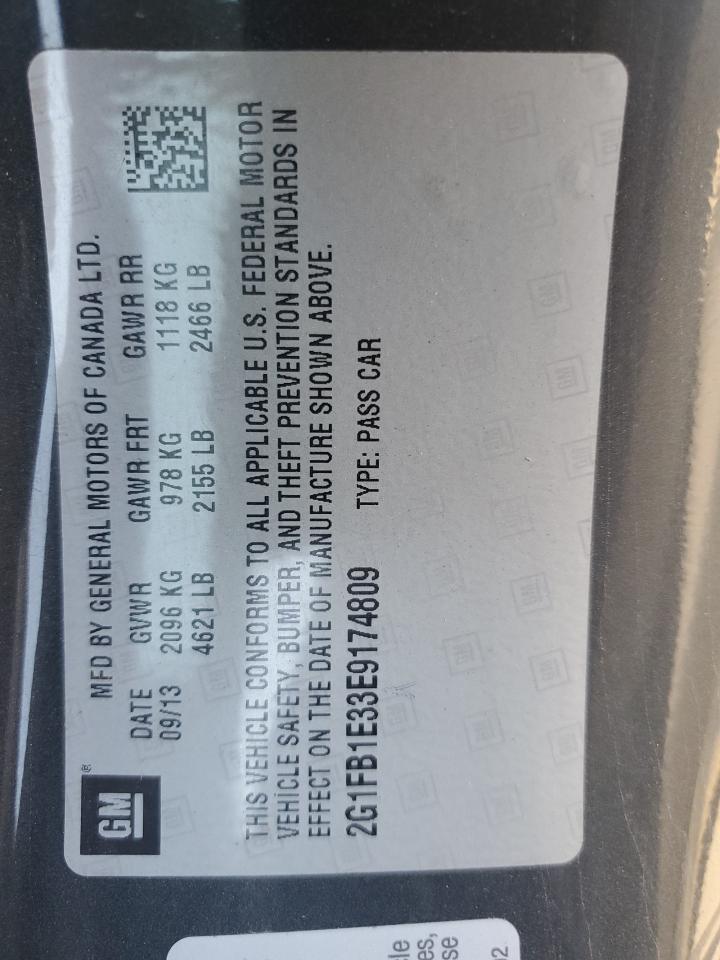 GM®
MFD BY GENERAL MOTORS OF CANADA LTD.
DATE GVWR GAWR FRT GAWR RR
09/13 2096 KG 978 KG 1118 KG
4621 LB 2155 LB 2466 LB
THIS VEHICLE CONFORMS TO ALL APPLICABLE U.S. FEDERAL MOTOR
VEHICLE SAFETY, BUMPER, AND THEFT PREVENTION STANDARDS IN
EFFECT ON THE DATE OF MANUFACTURE SHOWN ABOVE.
2G1FB1E33E9174809 TYPE: PASS CAR